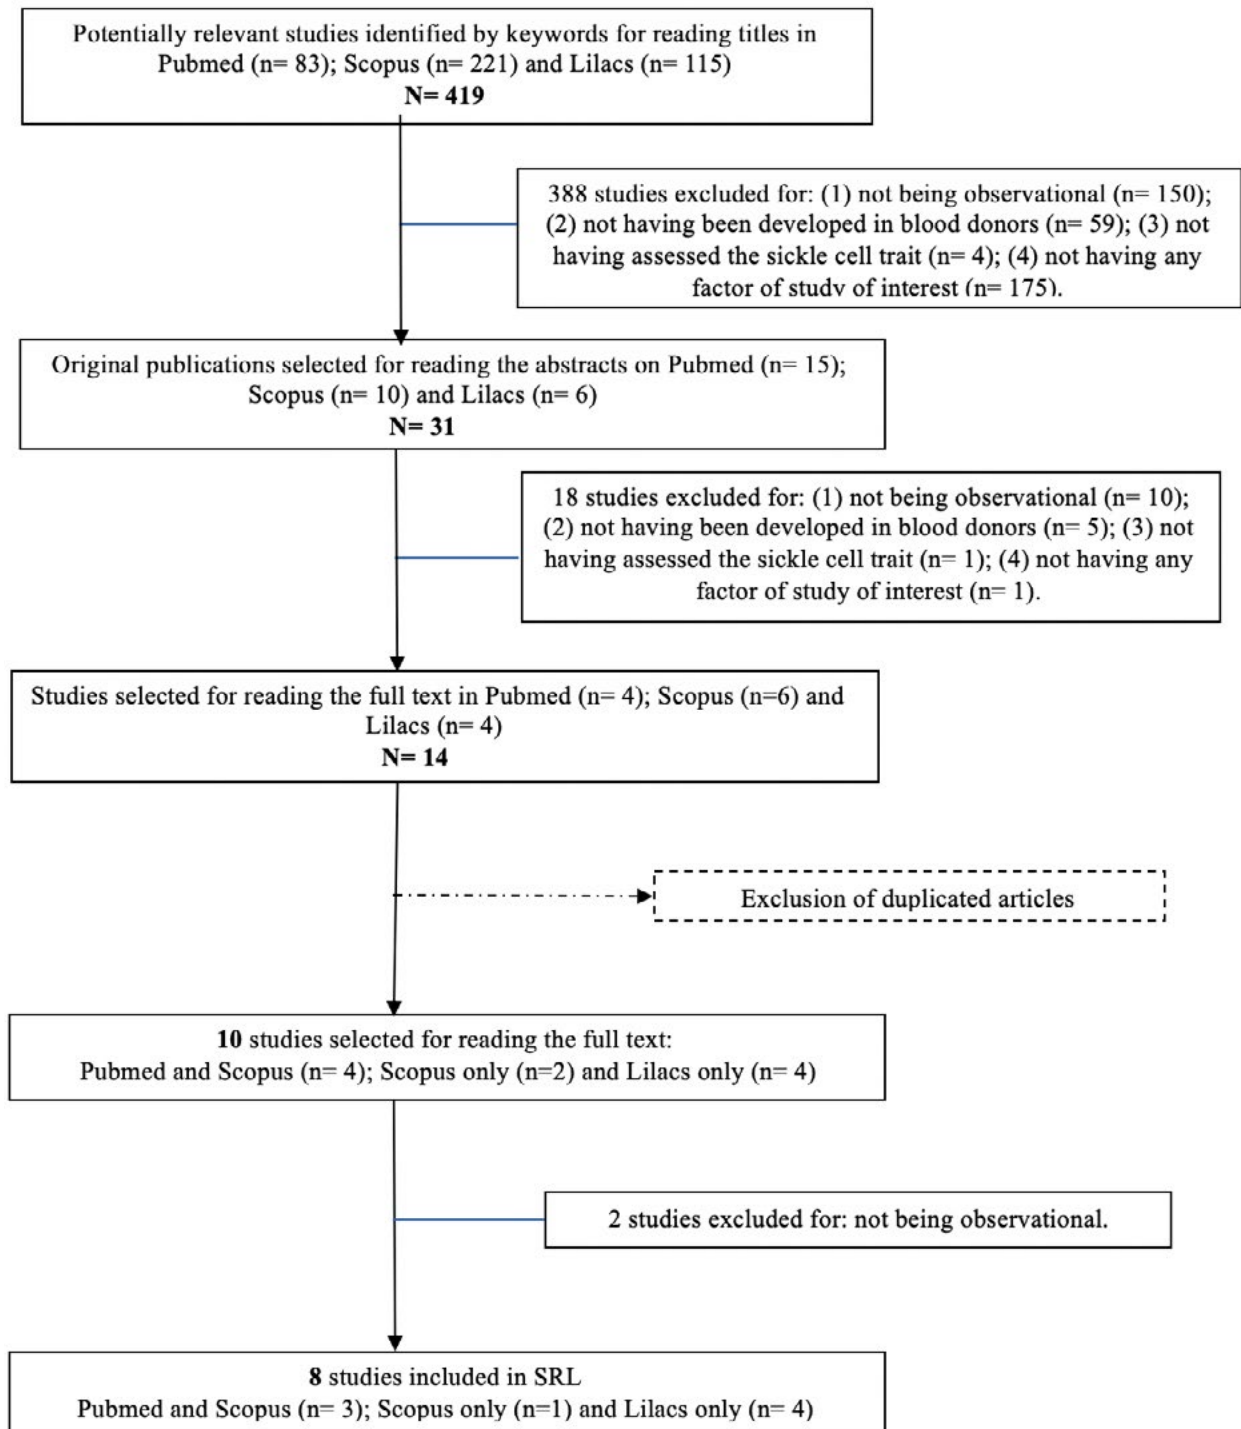 Potentially relevant studies identified by keywords for reading titles in
Pubmed (n= 83); Scopus (n= 221) and Lilacs (n= 115)
N= 419
388 studies excluded for: (1) not being observational (n= 150);
(2) not having been developed in blood donors (n= 59); (3) not
having assessed the sickle cell trait (n= 4); (4) not having any
factor of study of interest (n= 175).
Original publications selected for reading the abstracts on Pubmed (n= 15);
Scopus (n= 10) and Lilacs (n= 6)
N= 31
18 studies excluded for: (1) not being observational (n= 10);
(2) not having been developed in blood donors (n= 5); (3) not
having assessed the sickle cell trait (n= 1); (4) not having any
factor of study of interest (n= 1).
Studies selected for reading the full text in Pubmed (n= 4); Scopus (n=6) and
Lilacs (n= 4)
N= 14
Exclusion of duplicated articles
10 studies selected for reading the full text:
Pubmed and Scopus (n= 4); Scopus only (n=2) and Lilacs only (n= 4)
2 studies excluded for: not being observational.
8 studies included in SRL
Pubmed and Scopus (n= 3); Scopus only (n=1) and Lilacs only (n= 4)